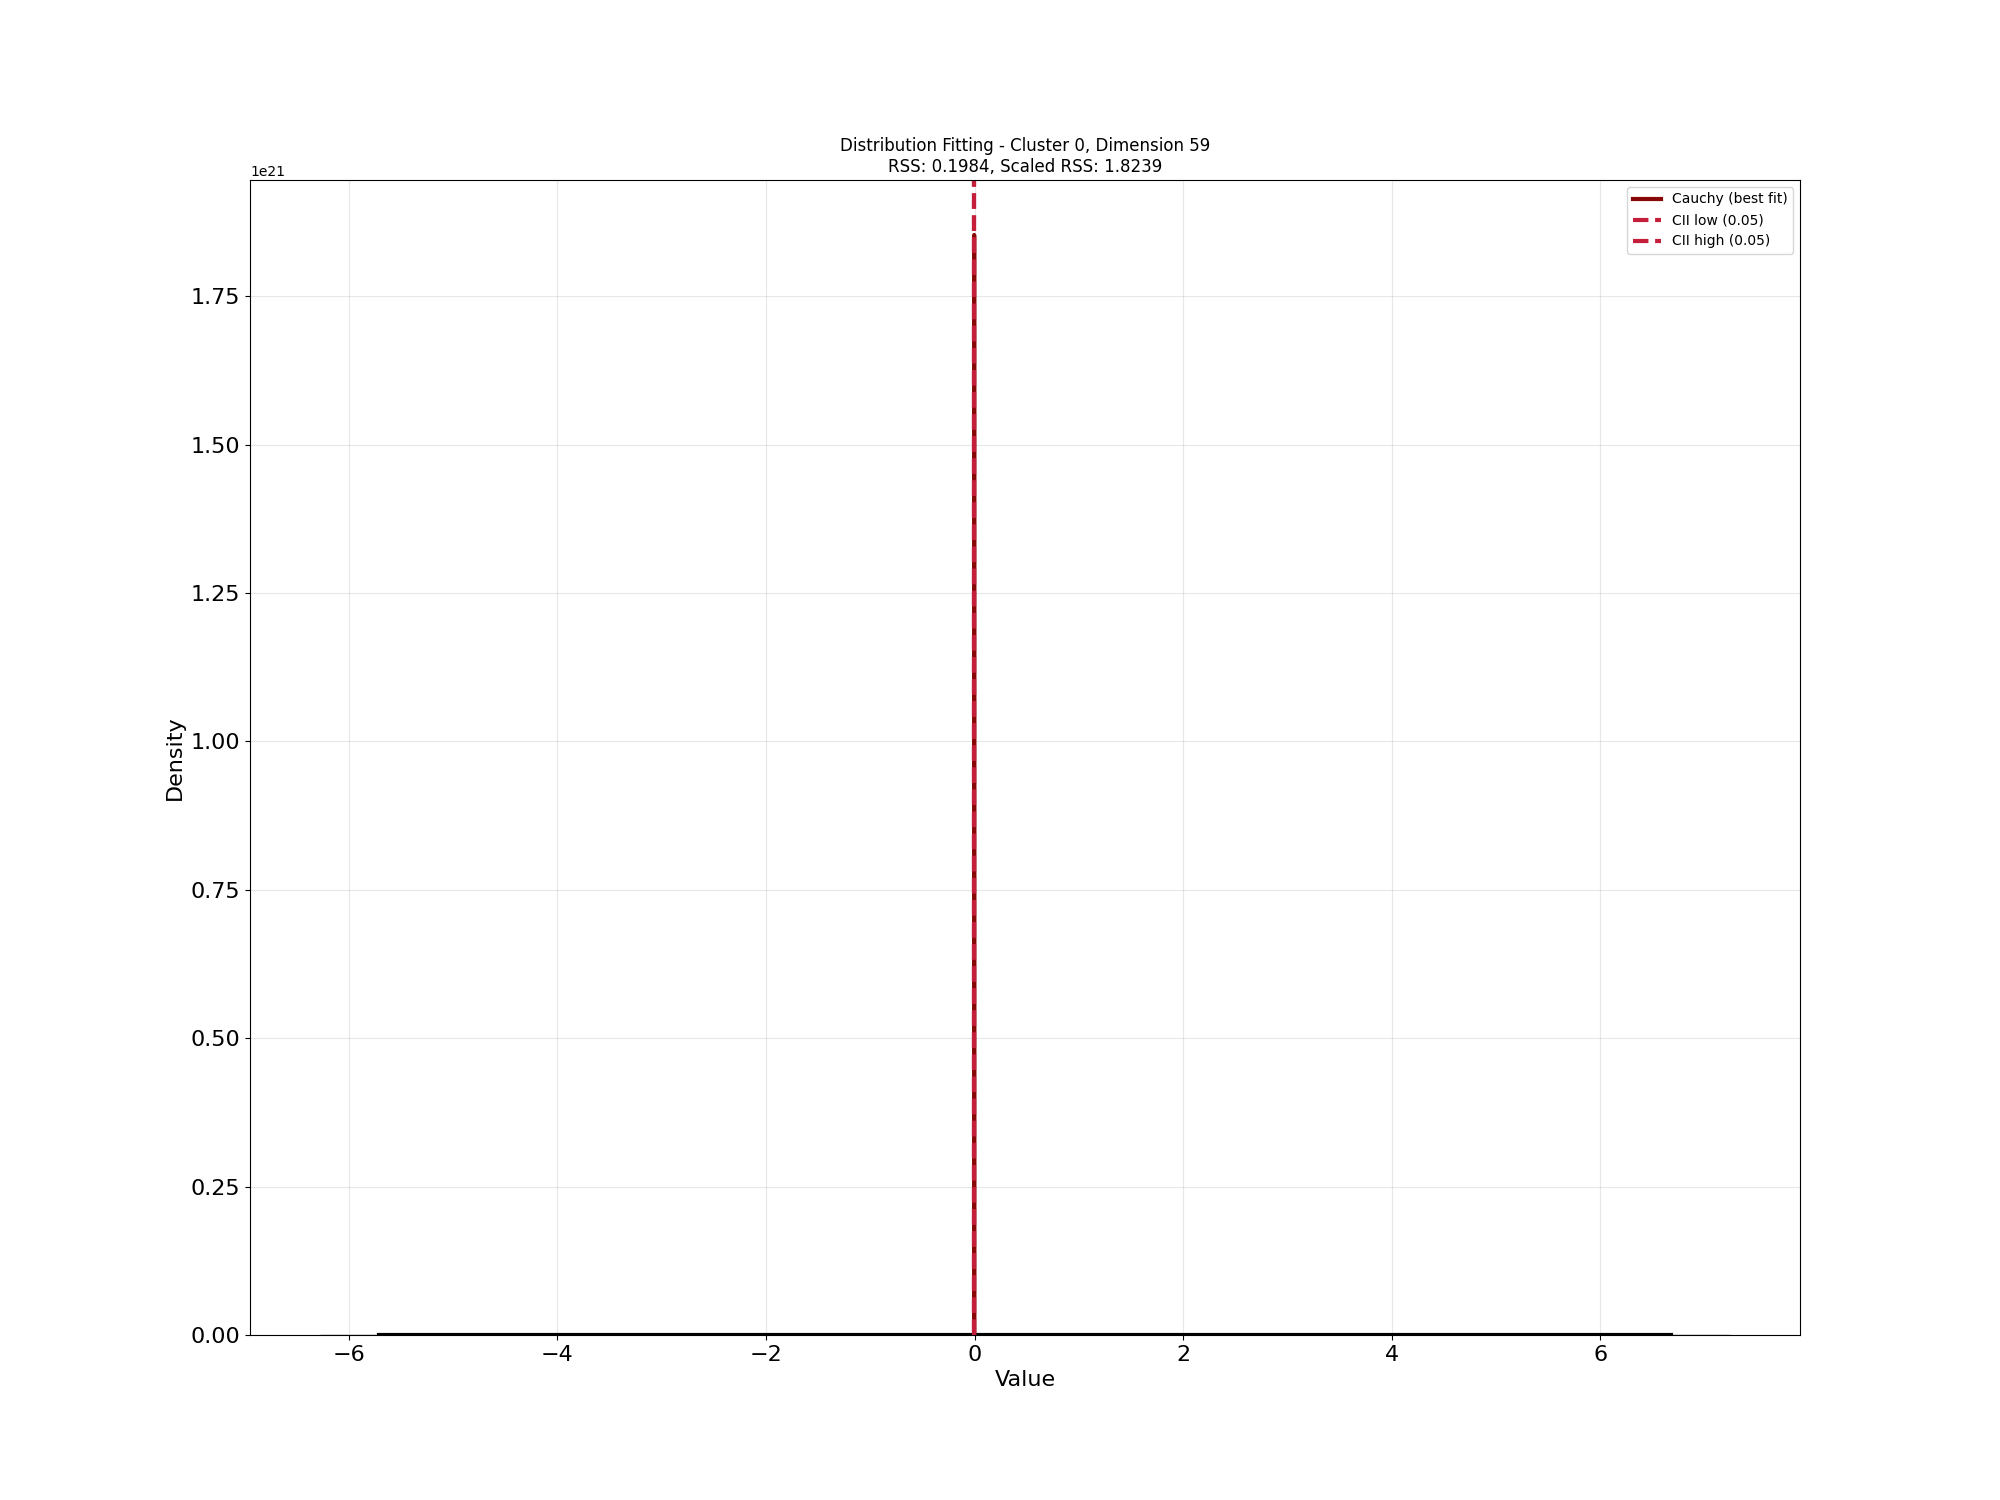 Distribution Fitting - Cluster 0, Dimension 59
RSS: 0.1984, Scaled RSS: 1.8239
1e21
Cauchy (best fit)
CII low (0.05)
CII high (0.05)
1.75
1.50
1.25
1.00
0.75
0.50
0.25
0.00
Density
−6
−4
−2
0
2
4
6
Value